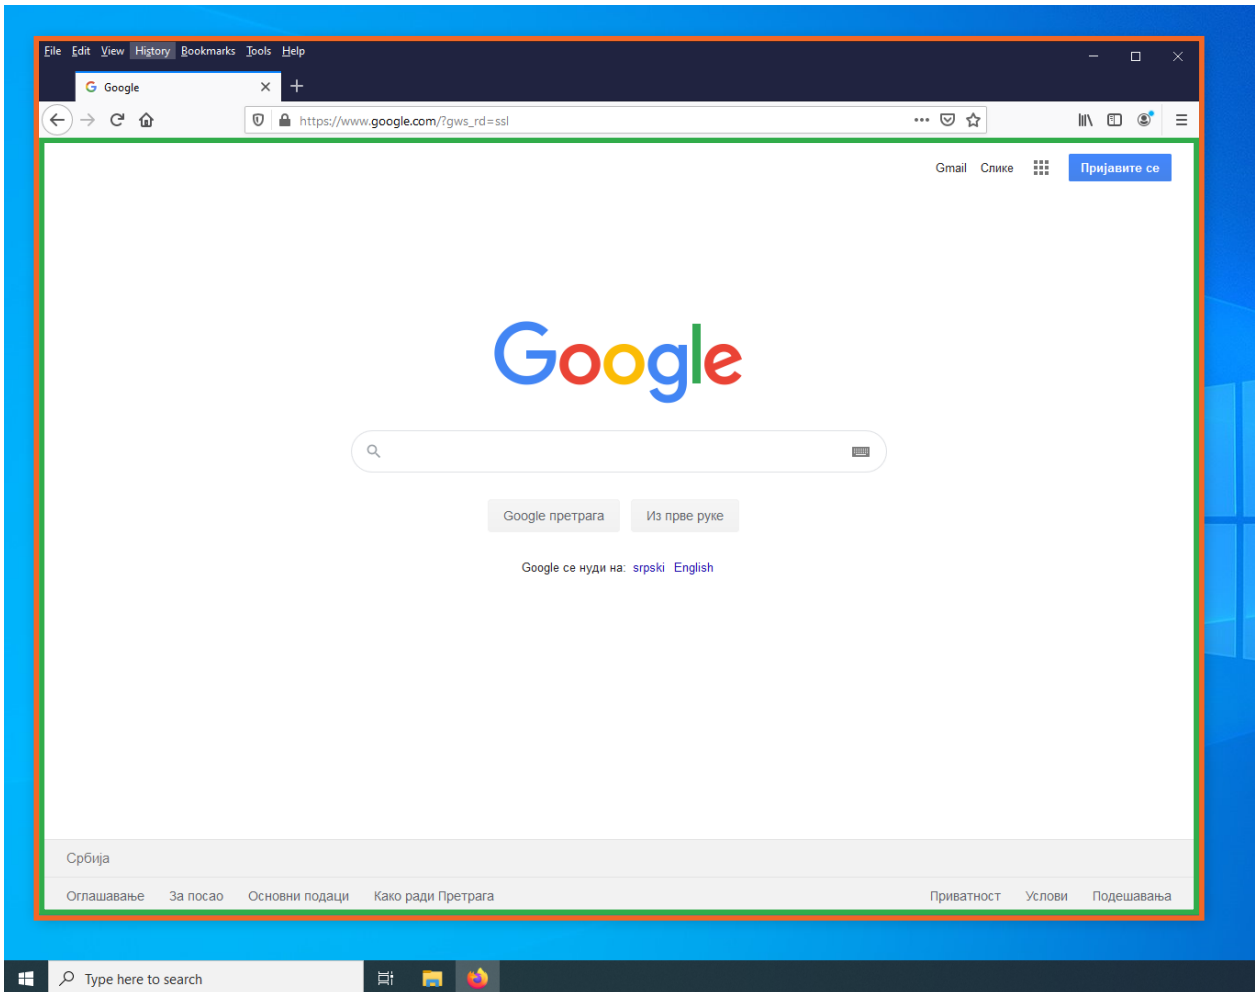 File Edit View History Bookmarks Tools Help
Google
https://www.google.com/?gws_rd=ssl
Gmail Слике Пријавите се
Google
Google претрага Из прве руке
Google се нуди на: srpski English
Србија
Оглашавање За посао Основни подаци Како ради Претрага Приватност Услови Подешавања
Type here to search